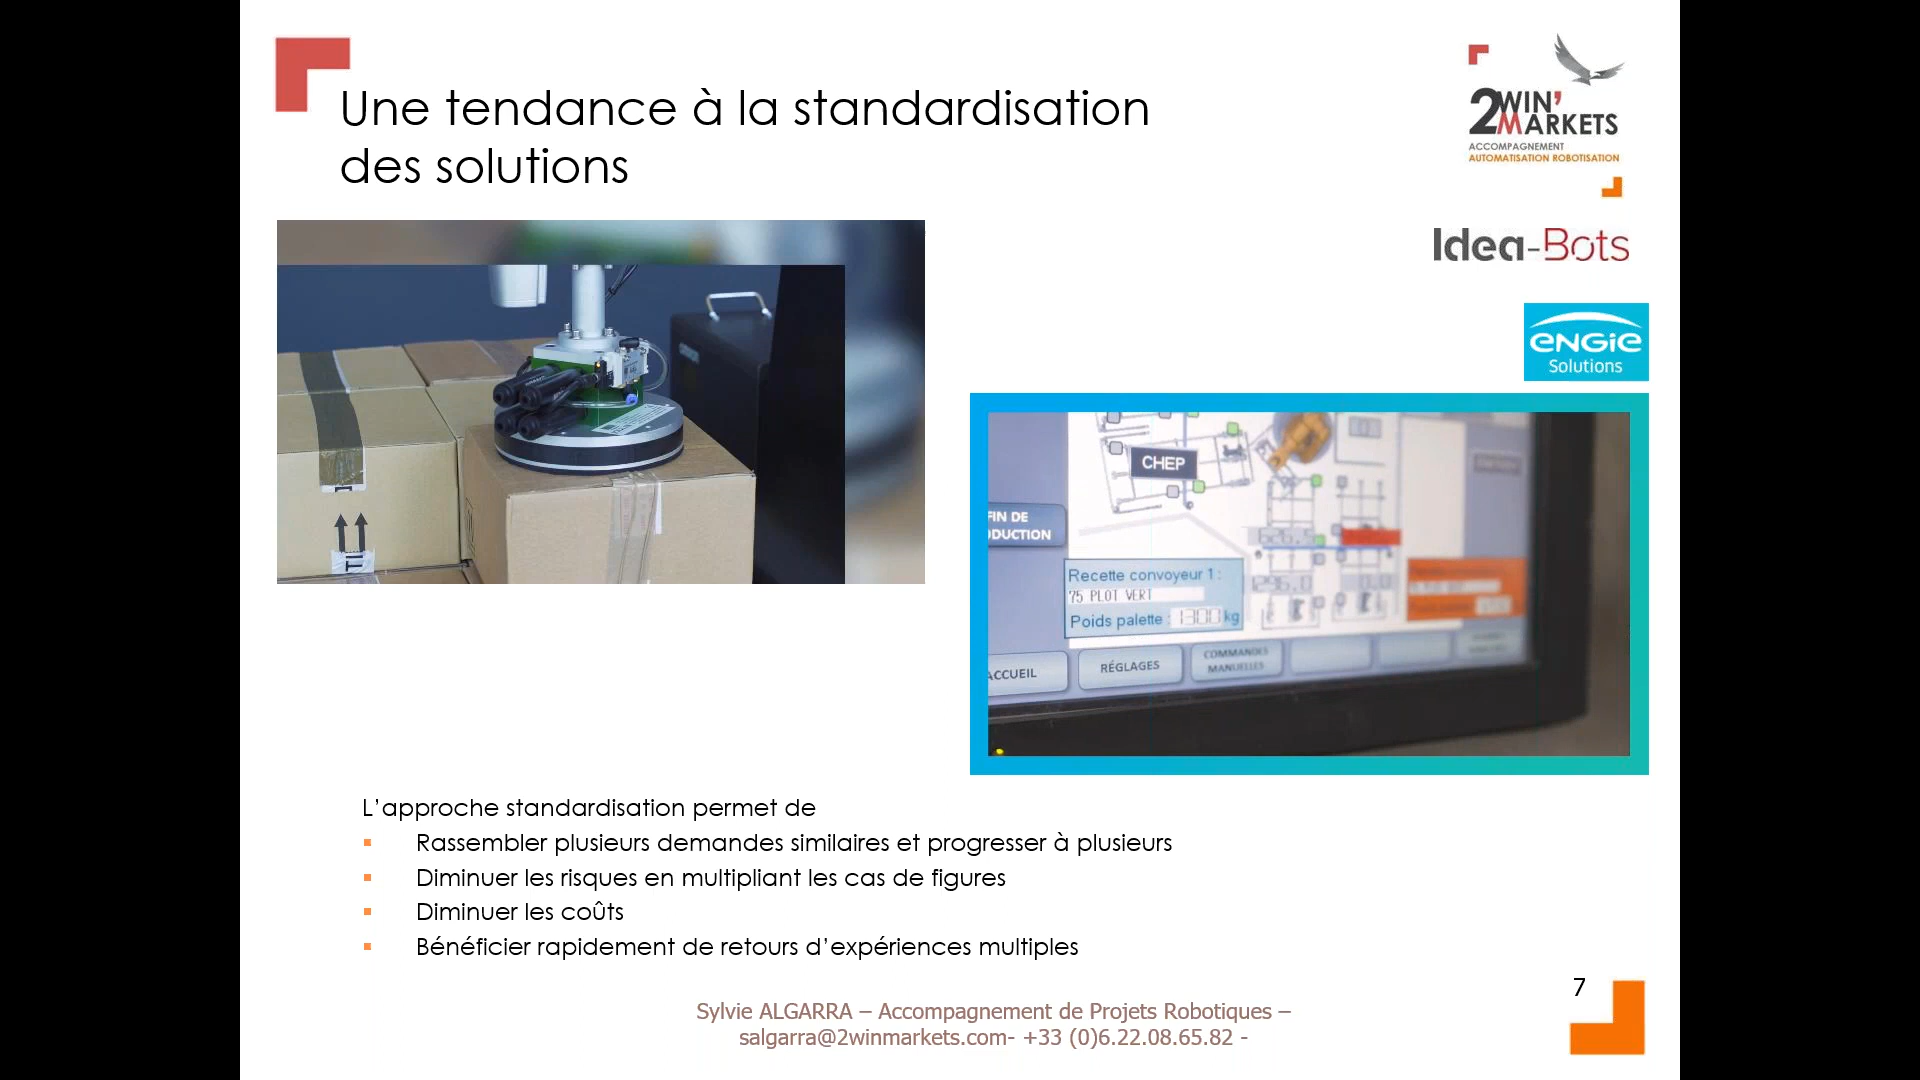 Une tendance à la standardisation
des solutions
2WIN'
MARKETS
ACCOMPAGNEMENT
AUTOMATISATION ROBOTISATION
Idea-Bots
ENGIE
Solutions
CHEP
FIN DE
DUCTION
Recette convoyeur 1 :
75 PLOT VERT
Poids palette : 1300 kg
ACCUEIL
RÉGLAGES
COMMANDES
MANUELLES
L'approche standardisation permet de
▪ Rassembler plusieurs demandes similaires et progresser à plusieurs
▪ Diminuer les risques en multipliant les cas de figures
▪ Diminuer les coûts
▪ Bénéficier rapidement de retours d'expériences multiples
7
Sylvie ALGARRA – Accompagnement de Projets Robotiques –
salgarra@2winmarkets.com- +33 (0)6.22.08.65.82 -